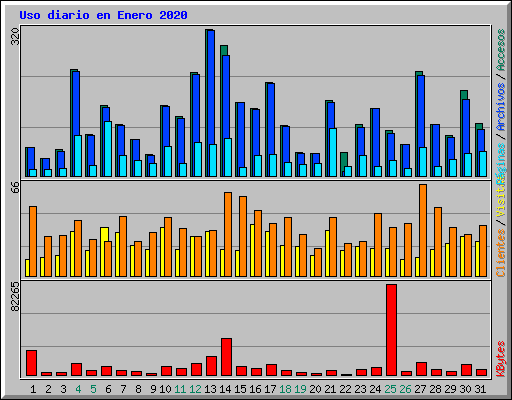 Uso diario en Enero 2020
320
66
82265
Clientes / Visitas
Páginas / Archivos / Accesos
KBytes
1 2 3 4 5 6 7 8 9 10 11 12 13 14 15 16 17 18 19 20 21 22 23 24 25 26 27 28 29 30 31